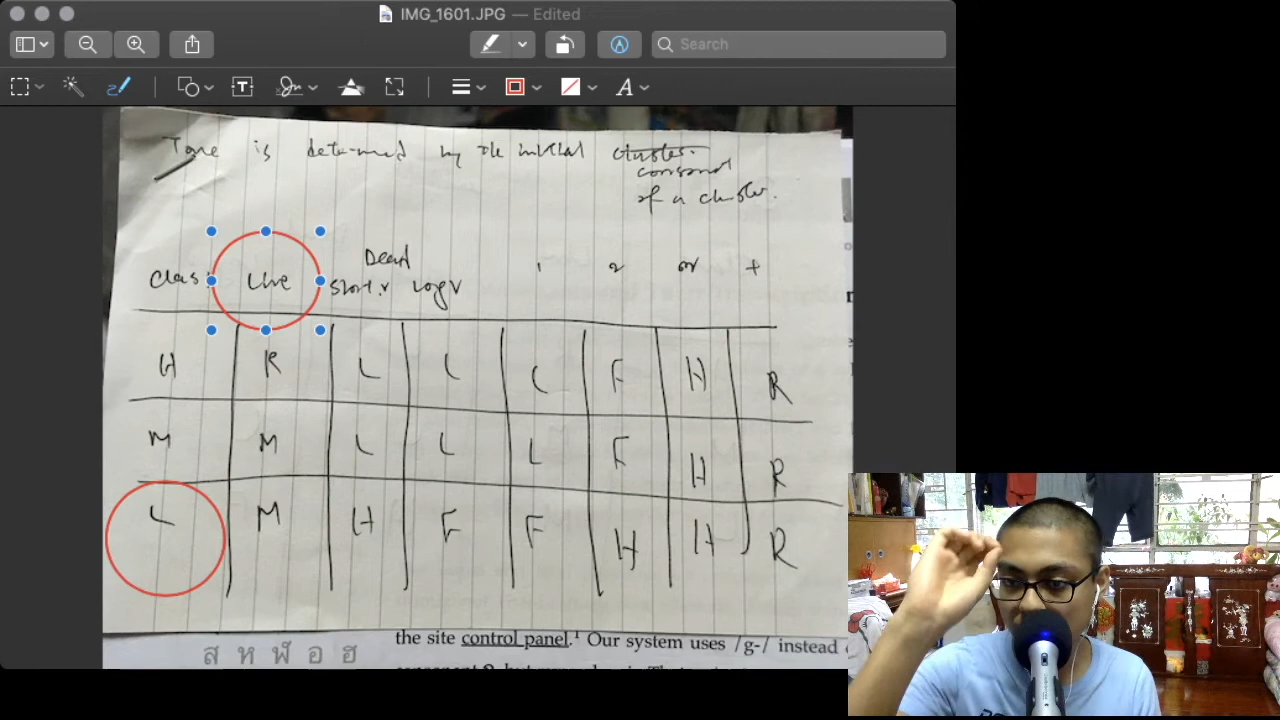 IMG_1601.JPG — Edited
Search
Tone is determined by the initial cluster.
consonant
of a cluster.
Dead
Class: Live short v long v ่ ้ ๊ ๋
H R L L L F H R
M M L L L F H R
L M H F F H H R
the site control panel.¹ Our system uses /g-/ instead
ส ห ฬ อ ฮ